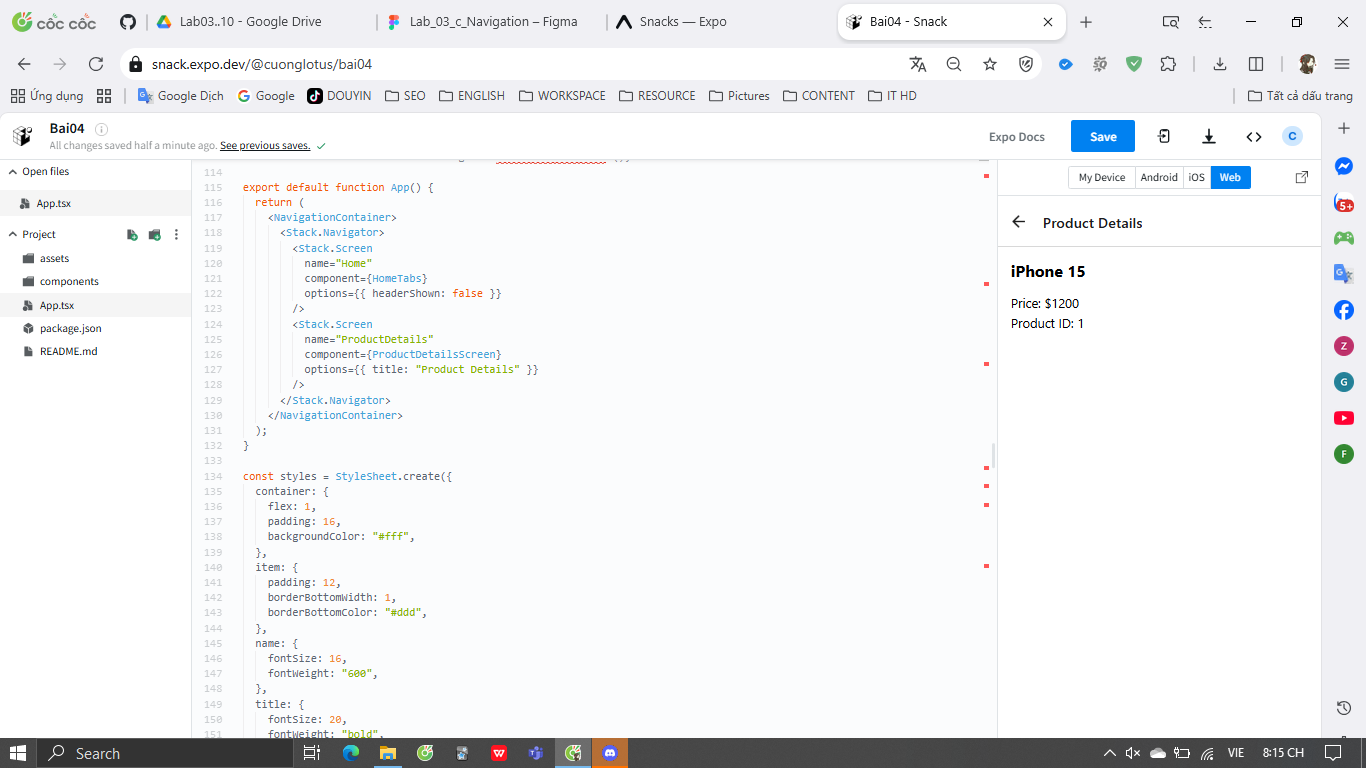 cốc cốc
Lab03..10 - Google Drive
Lab_03_c_Navigation – Figma
Snacks — Expo
Bai04 - Snack
snack.expo.dev/@cuonglotus/bai04
Ứng dụng
Google Dịch
Google
DOUYIN
SEO
ENGLISH
WORKSPACE
RESOURCE
Pictures
CONTENT
IT HD
Tất cả dấu trang
Bai04
All changes saved half a minute ago. See previous saves.
Expo Docs
Save
C
Open files
App.tsx
Project
assets
components
App.tsx
package.json
README.md
114
115 export default function App() {
116 return (
117 <NavigationContainer>
118 <Stack.Navigator>
119 <Stack.Screen
120 name="Home"
121 component={HomeTabs}
122 options={{ headerShown: false }}
123 />
124 <Stack.Screen
125 name="ProductDetails"
126 component={ProductDetailsScreen}
127 options={{ title: "Product Details" }}
128 />
129 </Stack.Navigator>
130 </NavigationContainer>
131 );
132 }
133
134 const styles = StyleSheet.create({
135 container: {
136 flex: 1,
137 padding: 16,
138 backgroundColor: "#fff",
139 },
140 item: {
141 padding: 12,
142 borderBottomWidth: 1,
143 borderBottomColor: "#ddd",
144 },
145 name: {
146 fontSize: 16,
147 fontWeight: "600",
148 },
149 title: {
150 fontSize: 20,
151 fontWeight: "bold",
My Device
Android
iOS
Web
Product Details
iPhone 15
Price: $1200
Product ID: 1
5+
Z
G
F
Search
VIE
8:15 CH